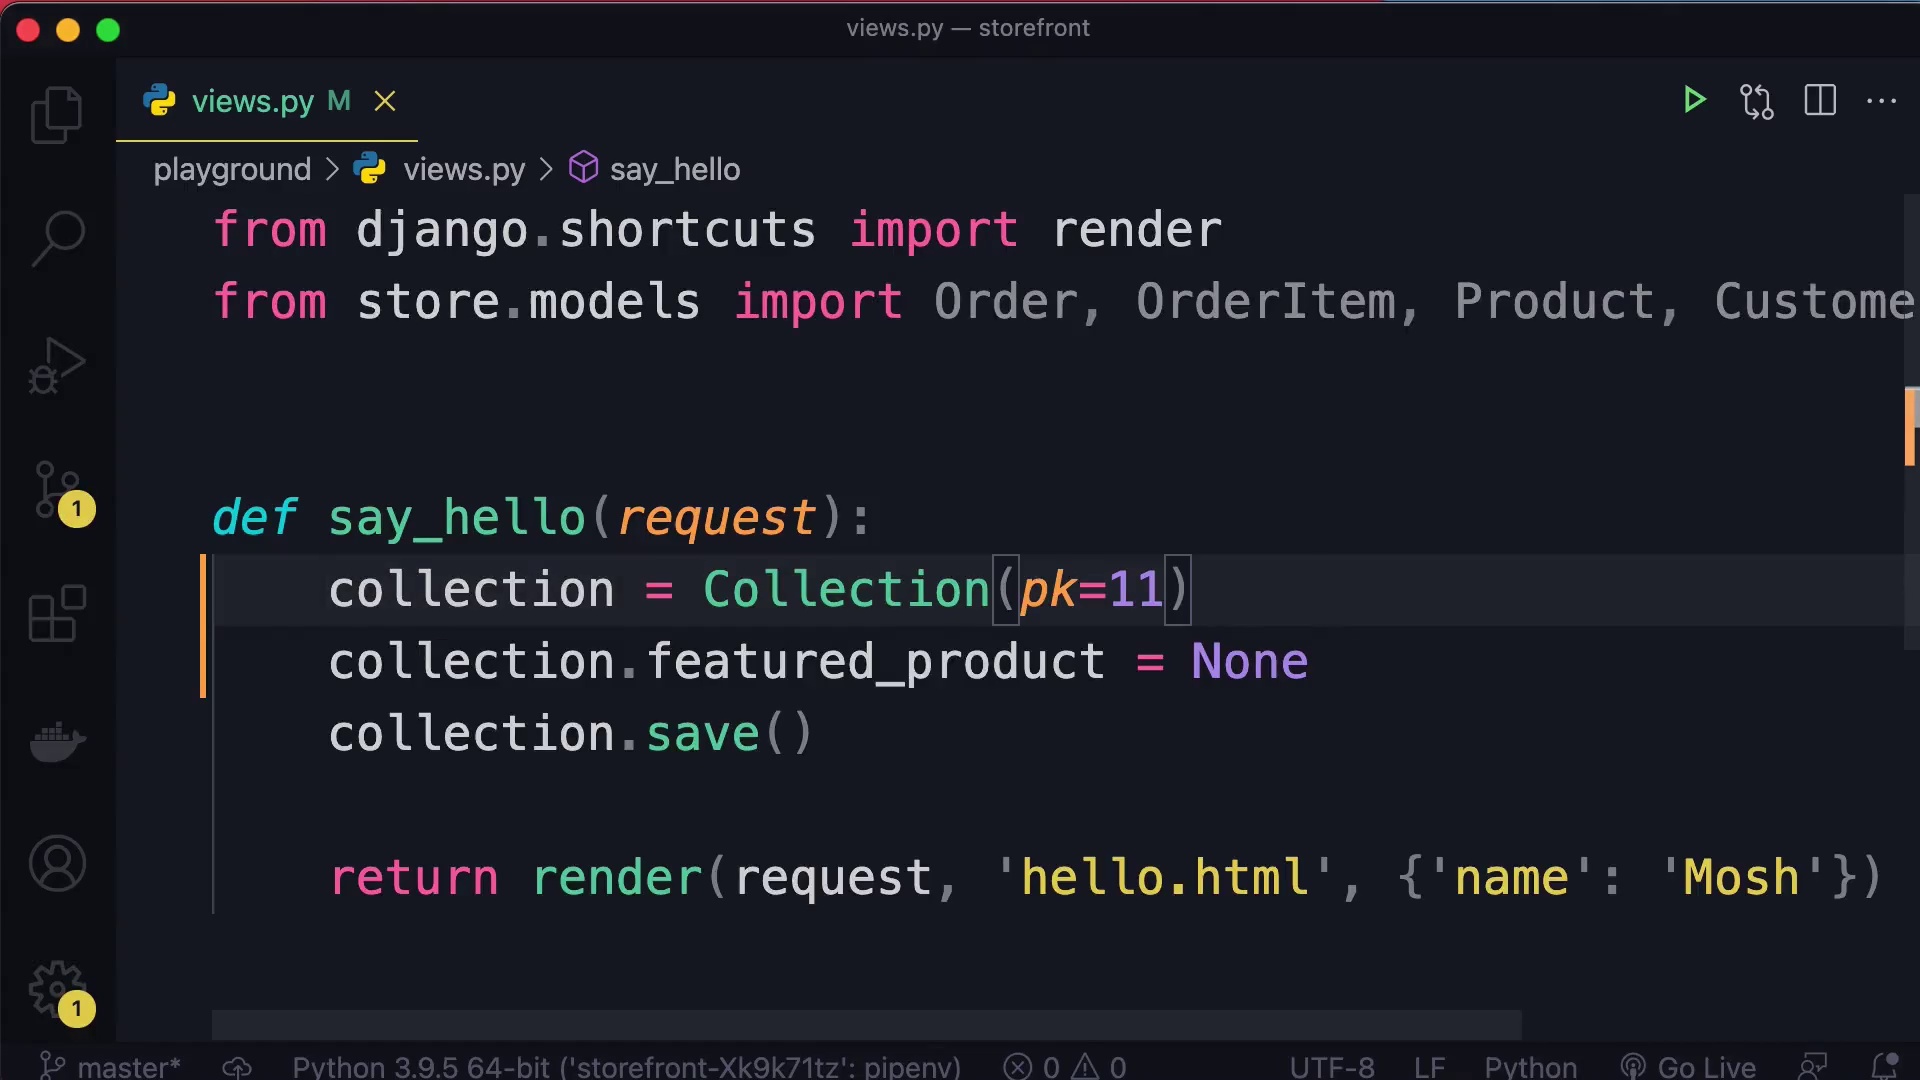 views.py — storefront
views.py M
playground > views.py > say_hello
from django.shortcuts import render
from store.models import Order, OrderItem, Product, Custome
def say_hello(request):
collection = Collection(pk=11)
collection.featured_product = None
collection.save()
return render(request, 'hello.html', {'name': 'Mosh'})
1
1
master* Python 3.9.5 64-bit ('storefront-Xk9k71tz': pipenv) 0 0 UTF-8 LF Python Go Live